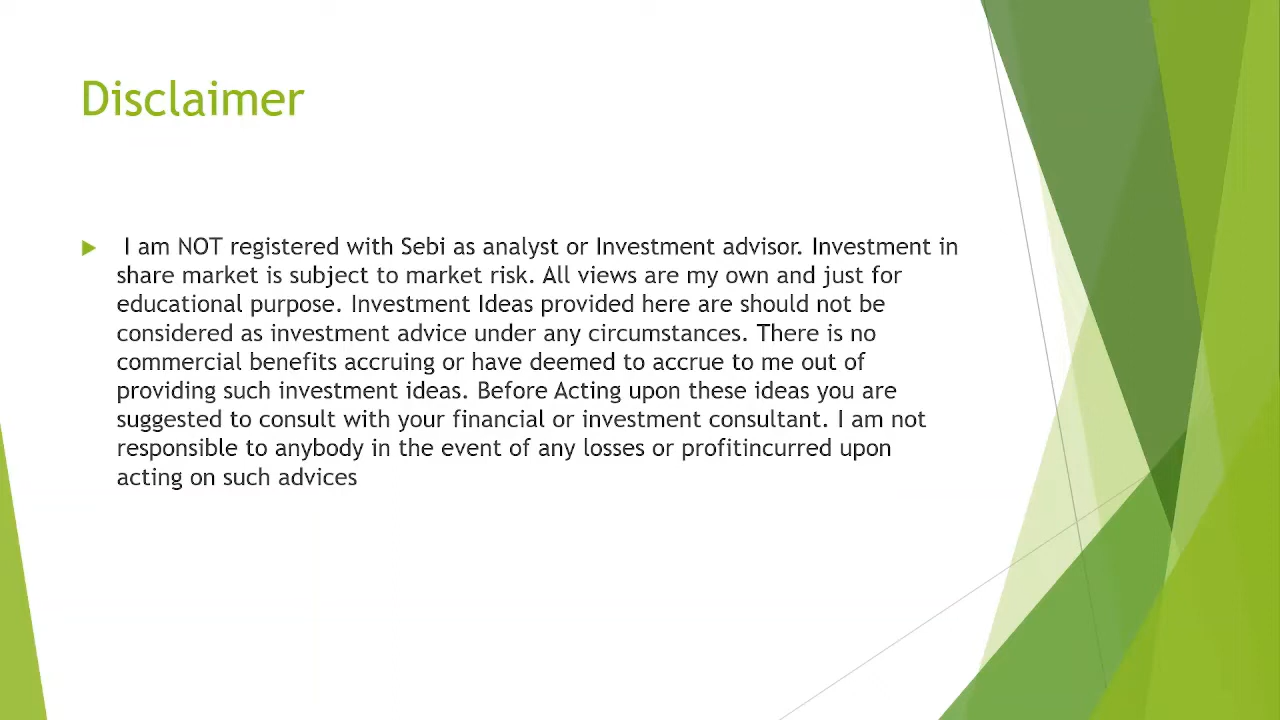 Disclaimer
I am NOT registered with Sebi as analyst or Investment advisor. Investment in
share market is subject to market risk. All views are my own and just for
educational purpose. Investment Ideas provided here are should not be
considered as investment advice under any circumstances. There is no
commercial benefits accruing or have deemed to accrue to me out of
providing such investment ideas. Before Acting upon these ideas you are
suggested to consult with your financial or investment consultant. I am not
responsible to anybody in the event of any losses or profitincurred upon
acting on such advices